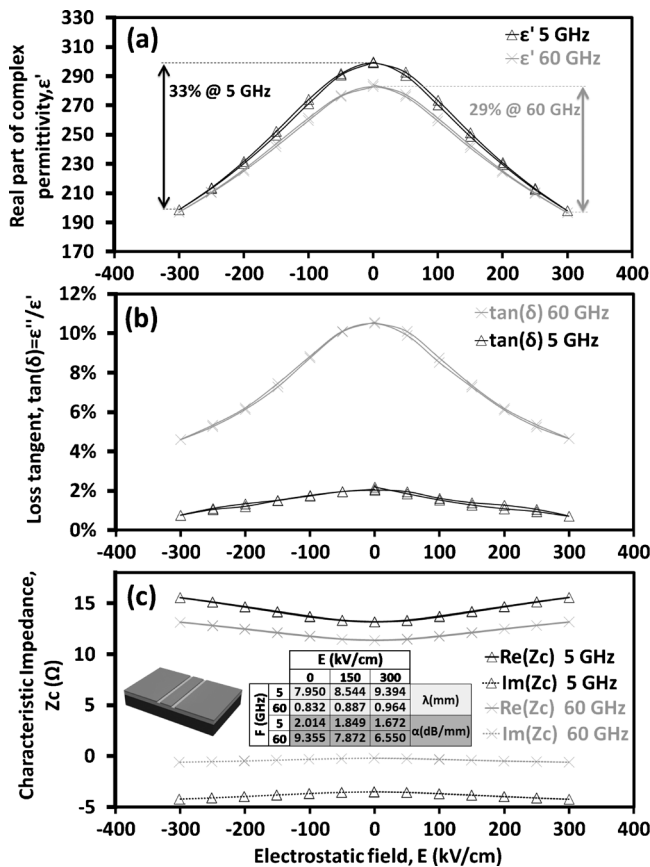 330
310
290
270
250
230
210
190
170
Real part of complex
permittivity,ε'
(a)
ε' 5 GHz
ε' 60 GHz
33% @ 5 GHz
29% @ 60 GHz
-400 -300 -200 -100 0 100 200 300 400
12%
10%
8%
6%
4%
2%
0%
Loss tangent, tan(δ)=ε''/ε'
(b)
tan(δ) 60 GHz
tan(δ) 5 GHz
-400 -300 -200 -100 0 100 200 300 400
15
10
5
0
-5
Characteristic Impedance,
Zc (Ω)
(c)
Re(Zc) 5 GHz
Im(Zc) 5 GHz
Re(Zc) 60 GHz
Im(Zc) 60 GHz
E (kV/cm)
0 150 300
F (GHz)
5 7.950 8.544 9.394 λ(mm)
60 0.832 0.887 0.964
5 2.014 1.849 1.672 α(dB/mm)
60 9.355 7.872 6.550
-400 -300 -200 -100 0 100 200 300 400
Electrostatic field, E (kV/cm)